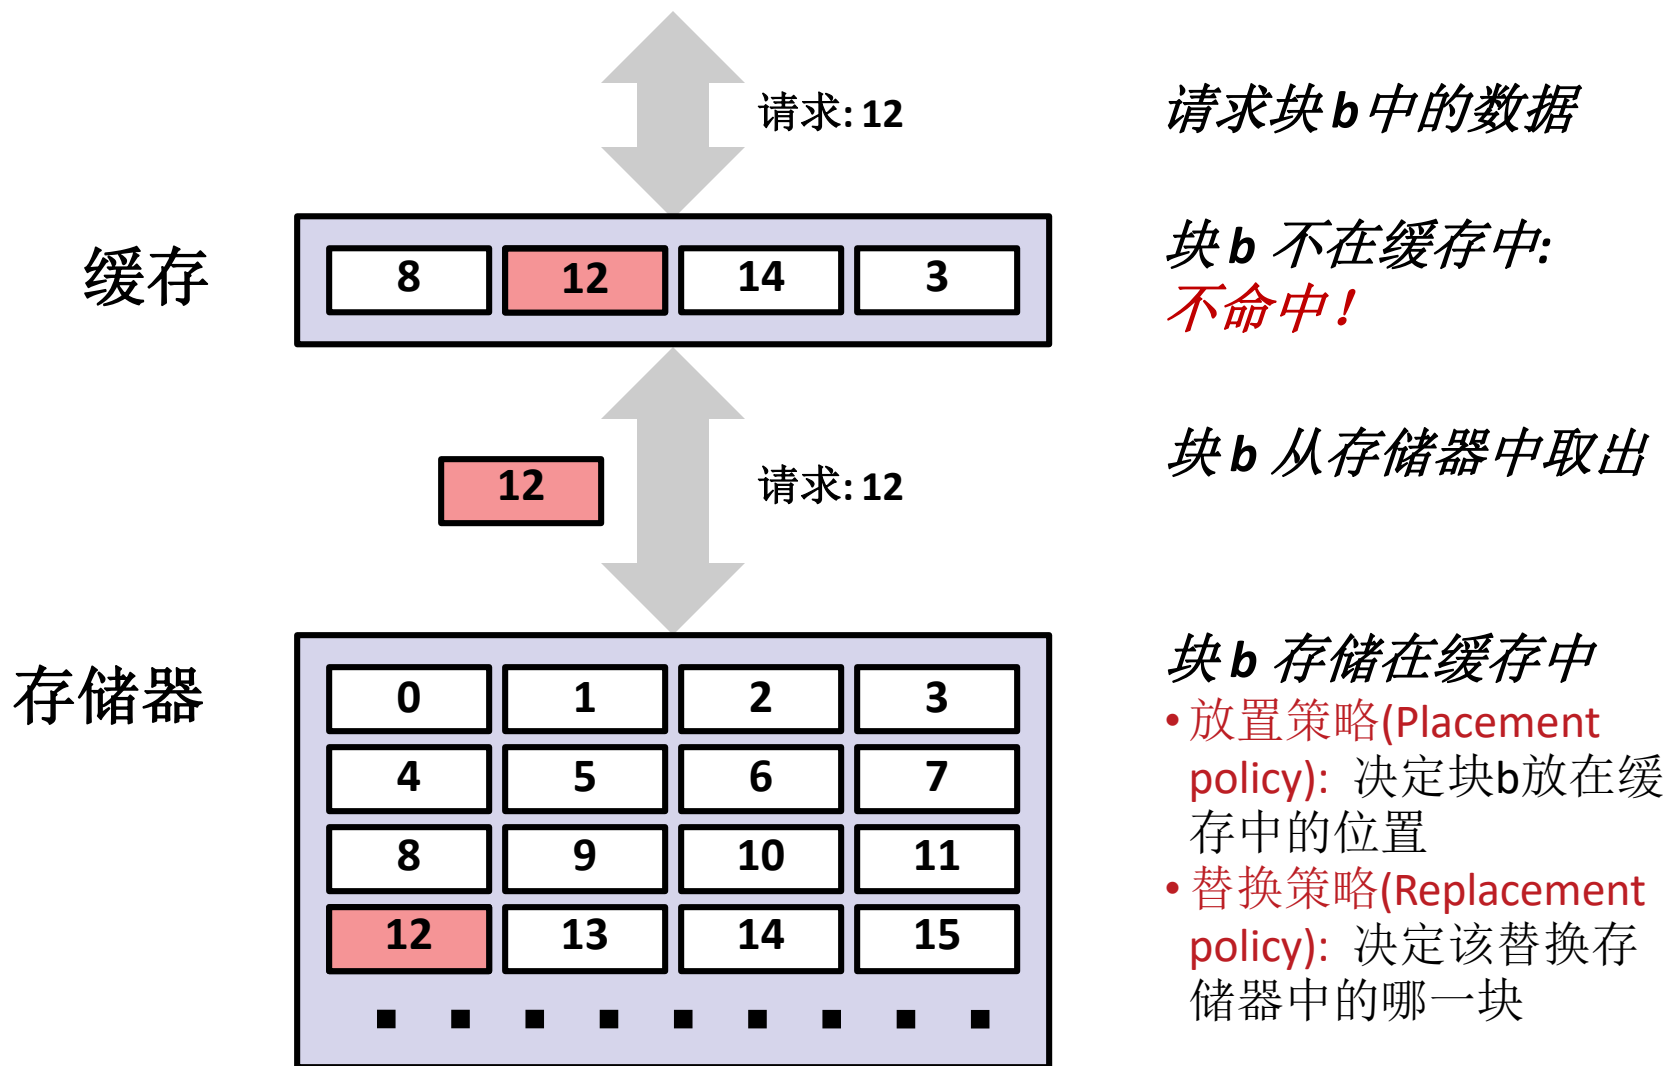 请求: 12
请求块 b 中的数据
缓存
8 12 14 3
块 b 不在缓存中:
不命中！
12
请求: 12
块 b 从存储器中取出
存储器
0 1 2 3
4 5 6 7
8 9 10 11
12 13 14 15
块 b 存储在缓存中
•放置策略(Placement
policy): 决定块b放在缓
存中的位置
•替换策略(Replacement
policy): 决定该替换存
储器中的哪一块